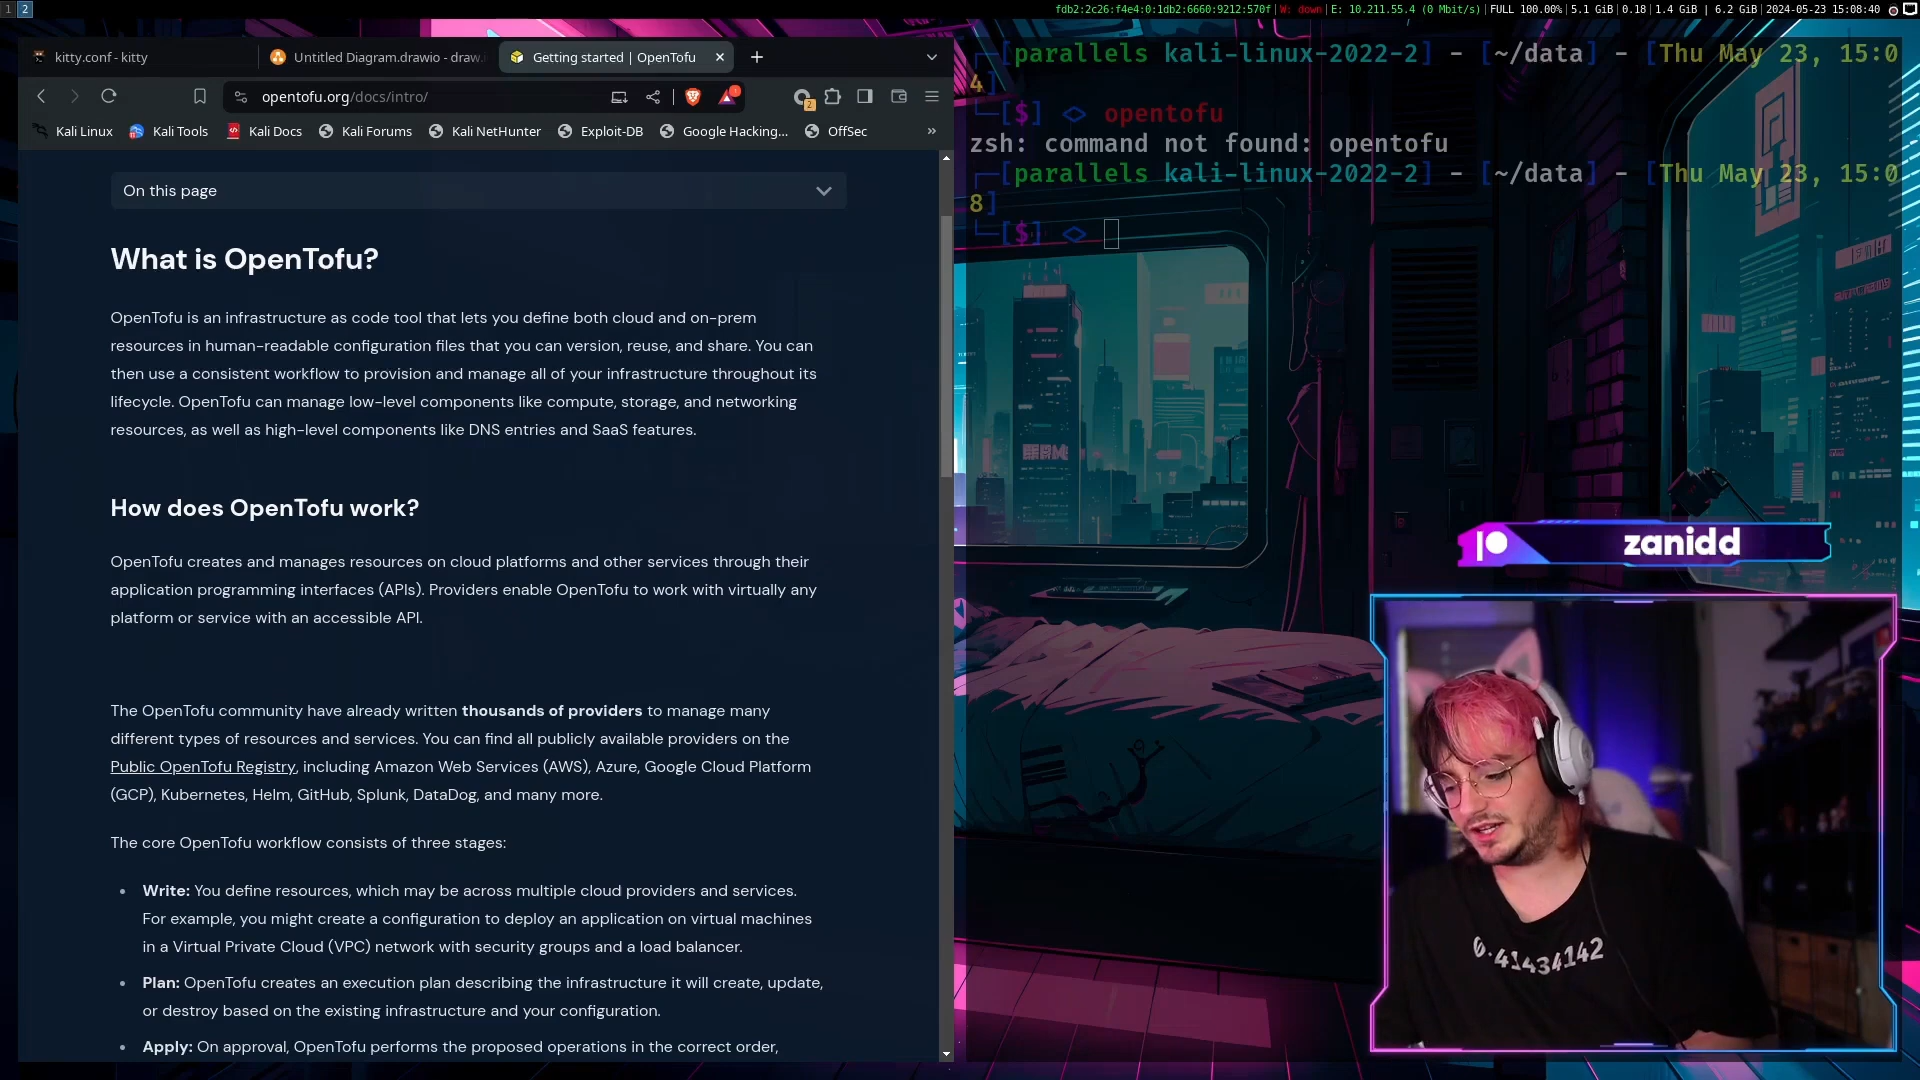 1 2
fdb2:2c26:f4e4:0:1db2:6660:9212:570f | W: down | E: 10.211.55.4 (0 Mbit/s) | FULL 100.00% | 5.1 GiB | 0.18 | 1.4 GiB | 6.2 GiB | 2024-05-23 15:08:40
kitty.conf - kitty
Untitled Diagram.drawio - draw.
Getting started | OpenTofu
opentofu.org/docs/intro/
2
Kali Linux
Kali Tools
Kali Docs
Kali Forums
Kali NetHunter
Exploit-DB
Google Hacking...
OffSec
»
On this page
What is OpenTofu?
OpenTofu is an infrastructure as code tool that lets you define both cloud and on-prem
resources in human-readable configuration files that you can version, reuse, and share. You can
then use a consistent workflow to provision and manage all of your infrastructure throughout its
lifecycle. OpenTofu can manage low-level components like compute, storage, and networking
resources, as well as high-level components like DNS entries and SaaS features.
How does OpenTofu work?
OpenTofu creates and manages resources on cloud platforms and other services through their
application programming interfaces (APIs). Providers enable OpenTofu to work with virtually any
platform or service with an accessible API.
The OpenTofu community have already written thousands of providers to manage many
different types of resources and services. You can find all publicly available providers on the
Public OpenTofu Registry, including Amazon Web Services (AWS), Azure, Google Cloud Platform
(GCP), Kubernetes, Helm, GitHub, Splunk, DataDog, and many more.
The core OpenTofu workflow consists of three stages:
• Write: You define resources, which may be across multiple cloud providers and services.
For example, you might create a configuration to deploy an application on virtual machines
in a Virtual Private Cloud (VPC) network with security groups and a load balancer.
• Plan: OpenTofu creates an execution plan describing the infrastructure it will create, update,
or destroy based on the existing infrastructure and your configuration.
• Apply: On approval, OpenTofu performs the proposed operations in the correct order,
┌─[parallels kali-linux-2022-2] - [~/data] - [Thu May 23, 15:0
4]
└─[$] <> opentofu
zsh: command not found: opentofu
┌─[parallels kali-linux-2022-2] - [~/data] - [Thu May 23, 15:0
8]
└─[$] <>
zanidd